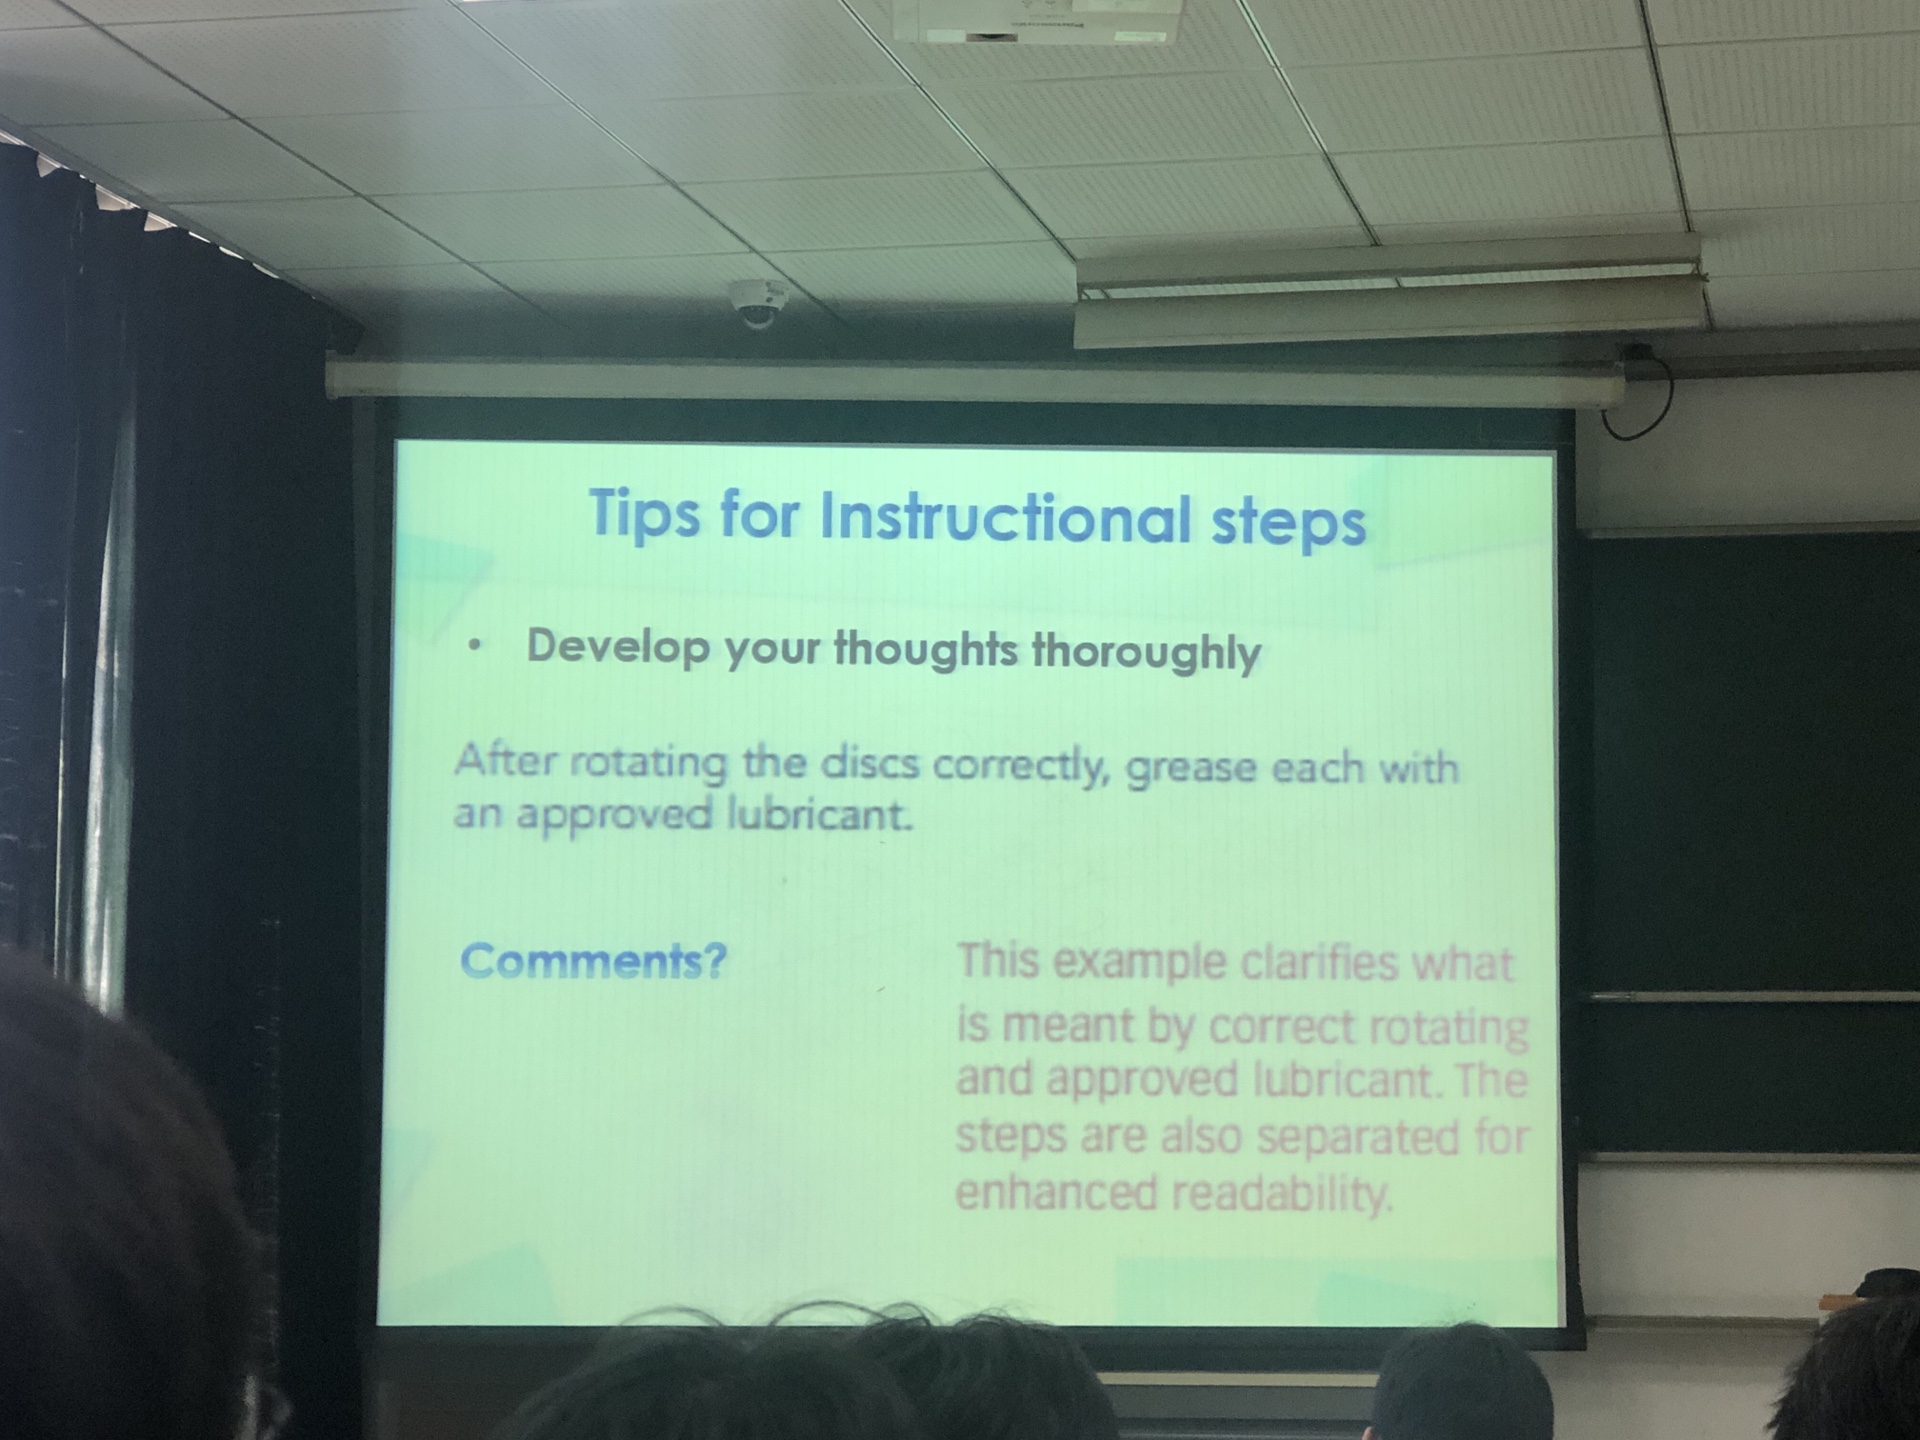 Tips for Instructional steps
• Develop your thoughts thoroughly
After rotating the discs correctly, grease each with
an approved lubricant.
Comments?
This example clarifies what
is meant by correct rotating
and approved lubricant. The
steps are also separated for
enhanced readability.